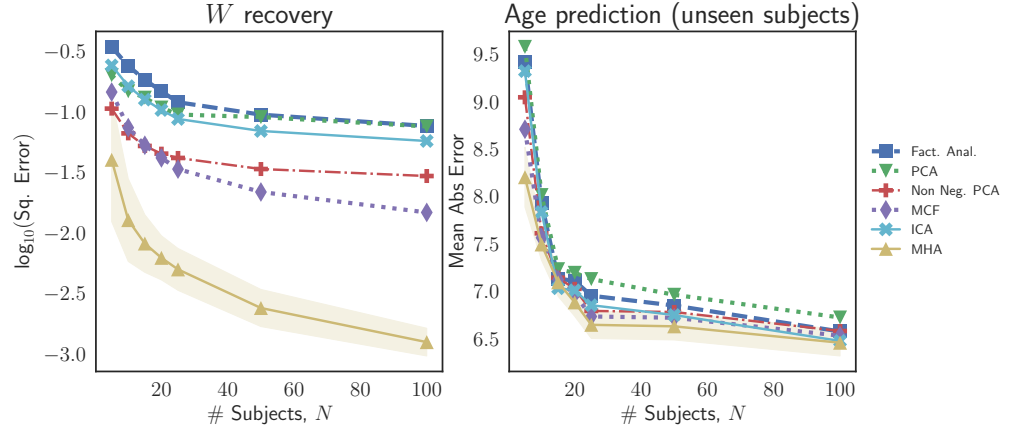 W recovery
log₁₀(Sq. Error)
−0.5
−1.0
−1.5
−2.0
−2.5
−3.0
20
40
60
80
100
# Subjects, N
Age prediction (unseen subjects)
Mean Abs Error
9.5
9.0
8.5
8.0
7.5
7.0
6.5
20
40
60
80
100
# Subjects, N
Fact. Anal.
PCA
Non Neg. PCA
MCF
ICA
MHA